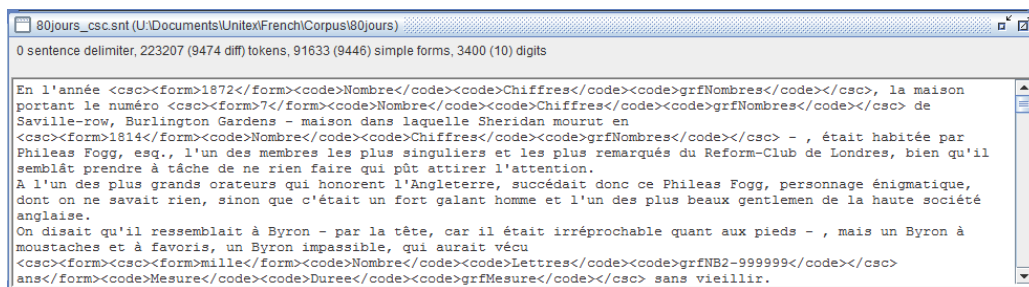 80jours_csc.snt (U:\Documents\Unitex\French\Corpus\80jours)
0 sentence delimiter, 223207 (9474 diff) tokens, 91633 (9446) simple forms, 3400 (10) digits
En l'année <csc><form>1872</form><code>Nombre</code><code>Chiffres</code><code>grfNombres</code></csc>, la maison
portant le numéro <csc><form>7</form><code>Nombre</code><code>Chiffres</code><code>grfNombres</code></csc> de
Saville-row, Burlington Gardens - maison dans laquelle Sheridan mourut en
<csc><form>1814</form><code>Nombre</code><code>Chiffres</code><code>grfNombres</code></csc> - , était habitée par
Phileas Fogg, esq., l'un des membres les plus singuliers et les plus remarqués du Reform-Club de Londres, bien qu'il
semblât prendre à tâche de ne rien faire qui pût attirer l'attention.
A l'un des plus grands orateurs qui honorent l'Angleterre, succédait donc ce Phileas Fogg, personnage énigmatique,
dont on ne savait rien, sinon que c'était un fort galant homme et l'un des plus beaux gentlemen de la haute société
anglaise.
On disait qu'il ressemblait à Byron - par la tête, car il était irréprochable quant aux pieds - , mais un Byron à
moustaches et à favoris, un Byron impassible, qui aurait vécu
<csc><form><csc><form>mille</form><code>Nombre</code><code>Lettres</code><code>grfNB2-999999</code></csc>
ans</form><code>Mesure</code><code>Duree</code><code>grfMesure</code></csc> sans vieillir.